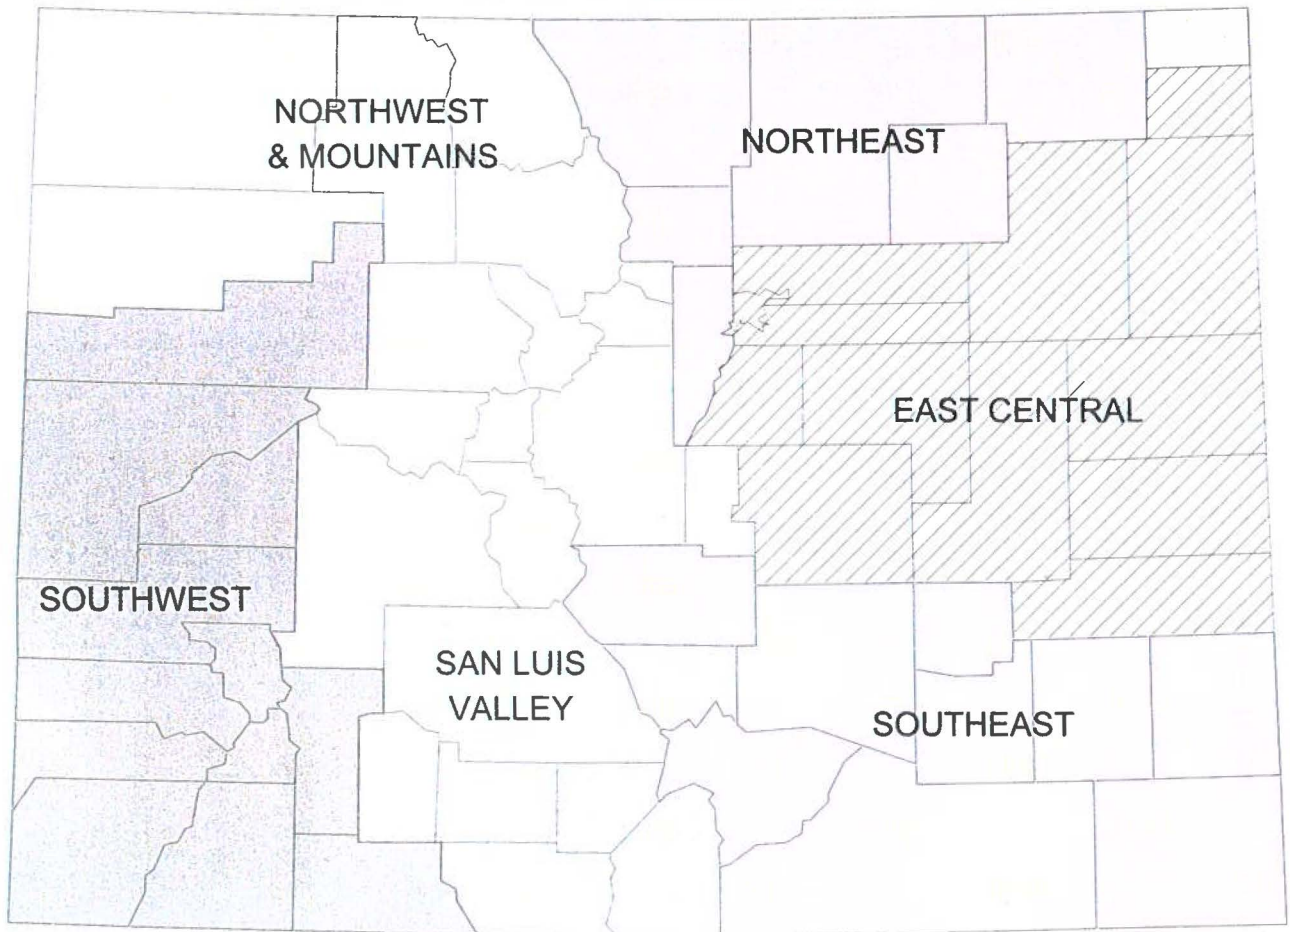 NORTHWEST
& MOUNTAINS
NORTHEAST
EAST CENTRAL
SOUTHWEST
SAN LUIS
VALLEY
SOUTHEAST